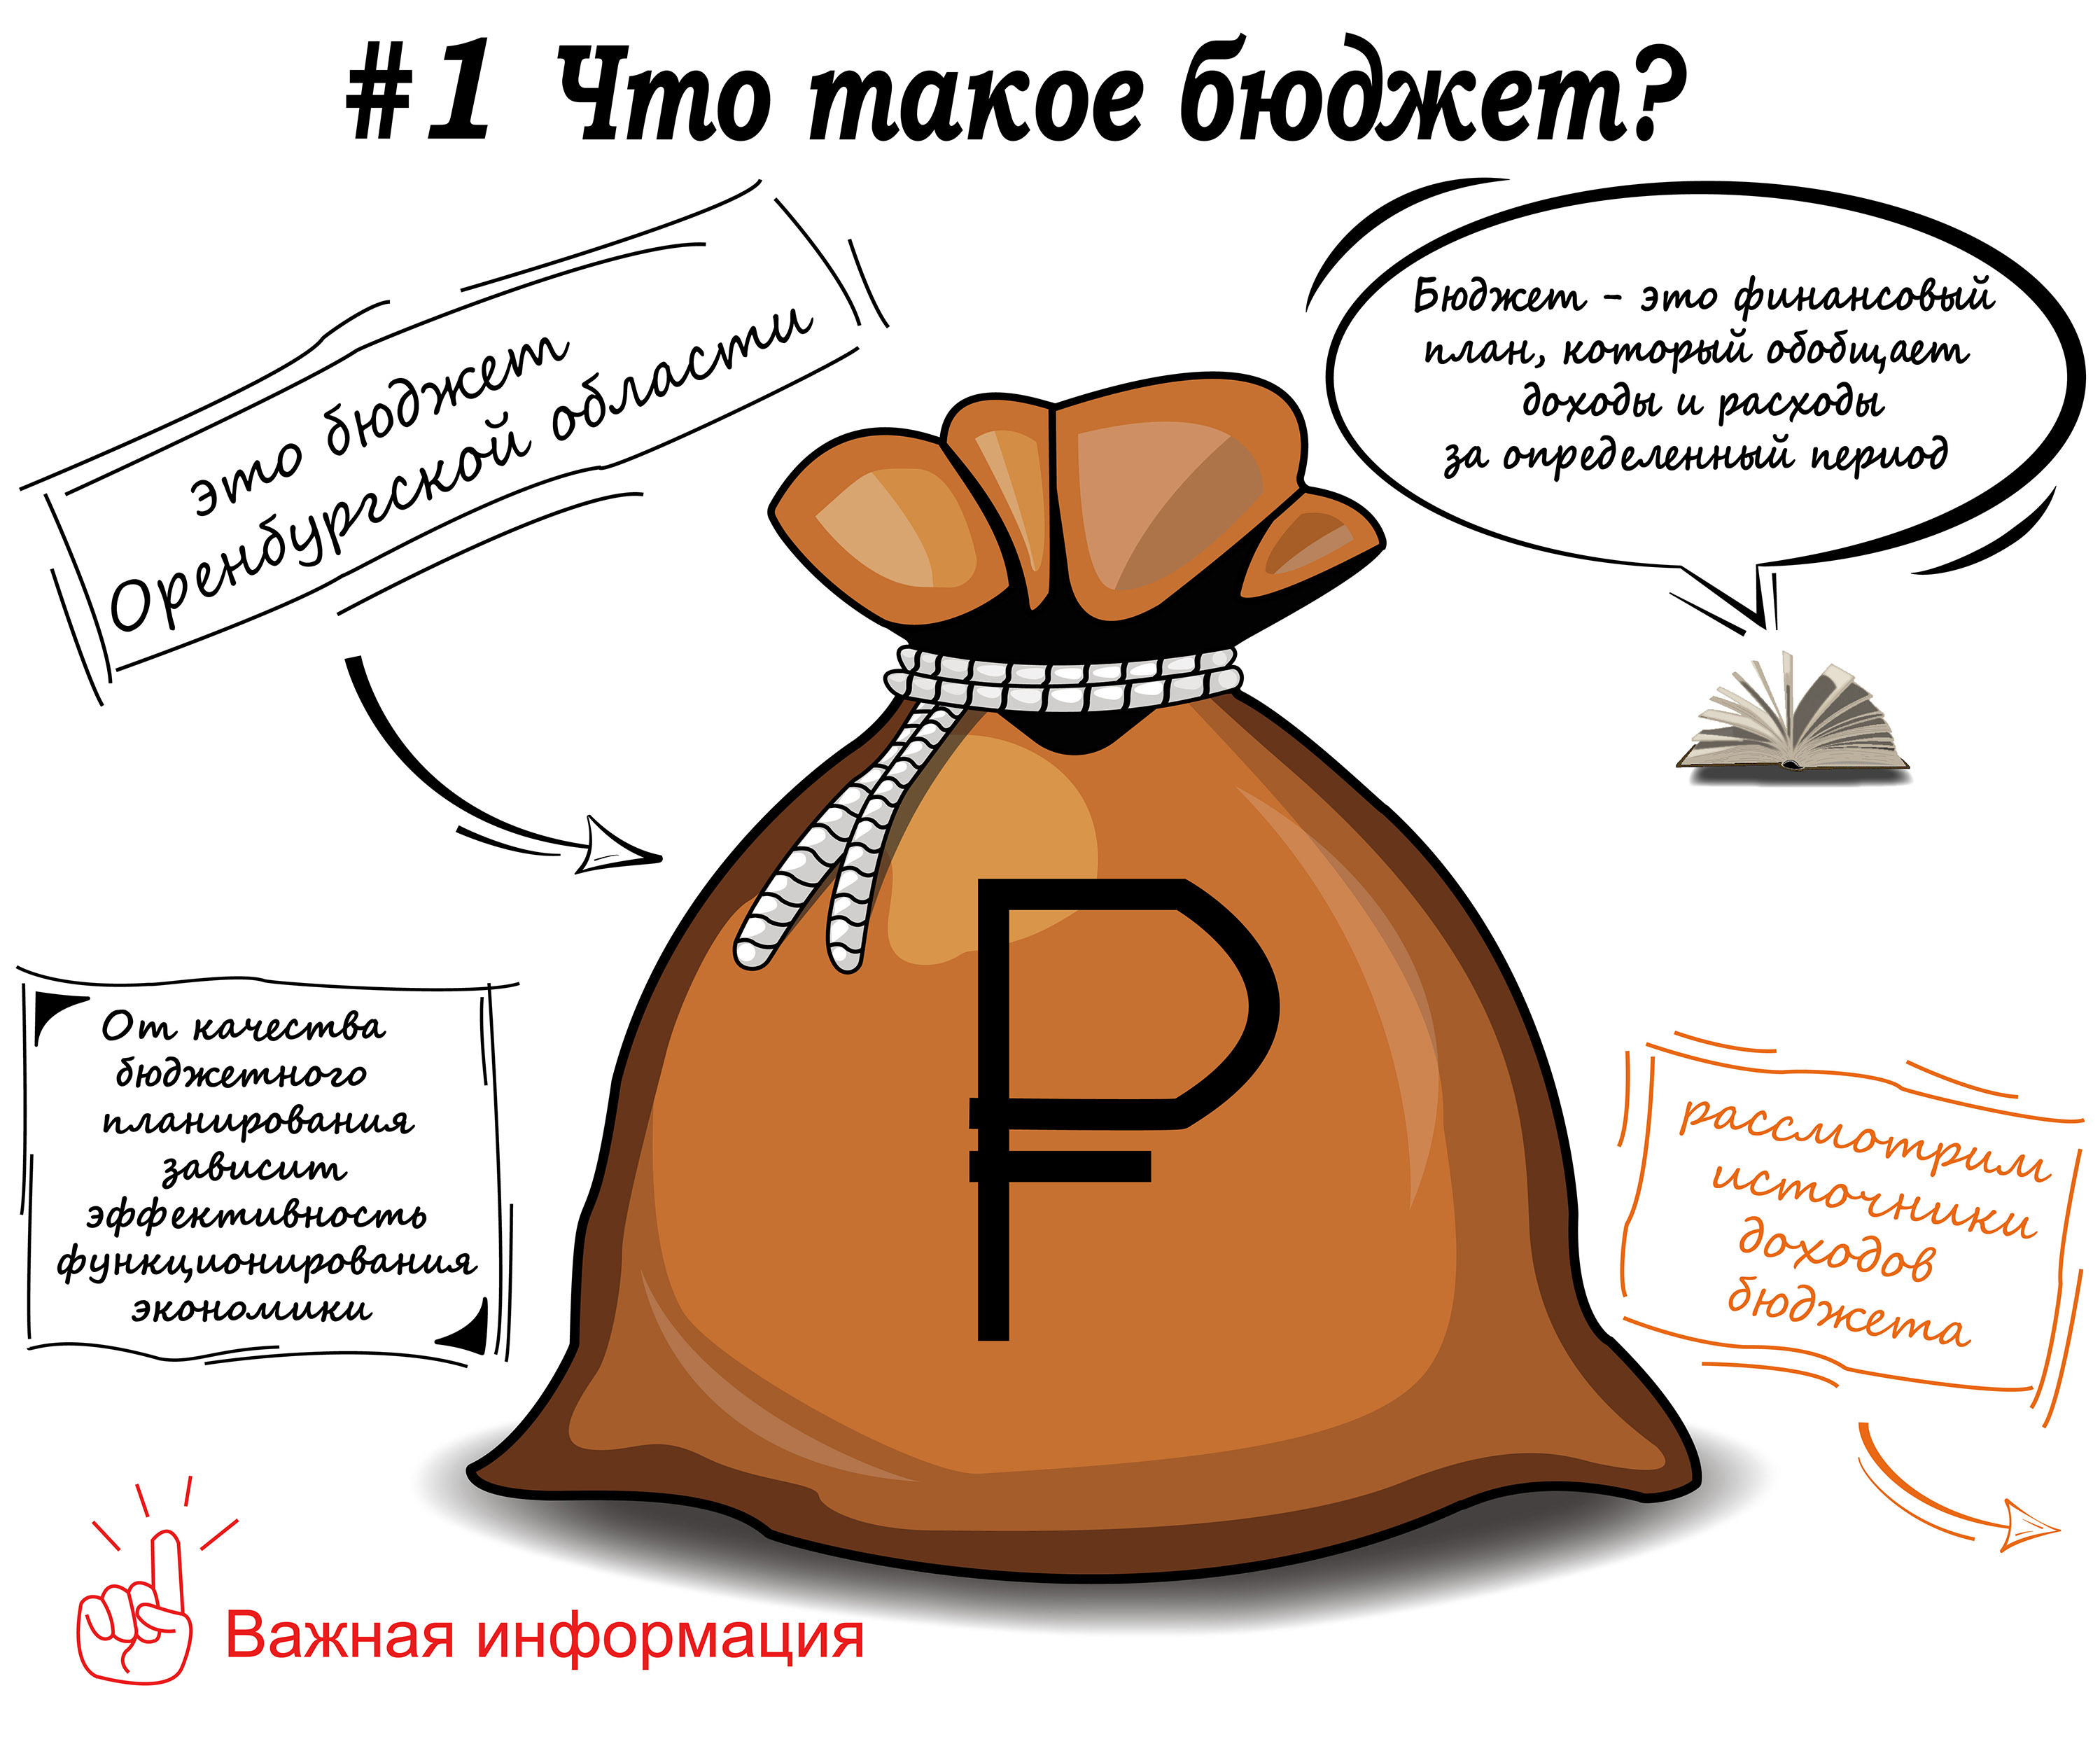 #1 Что такое бюджет?
это бюджет
Оренбургской области
Бюджет – это финансовый
план, который обобщает
доходы и расходы
за определенный период
От качества
бюджетного
планирования
зависит
эффективность
функционирования
экономики
рассмотрим
источники
доходов
бюджета
Важная информация